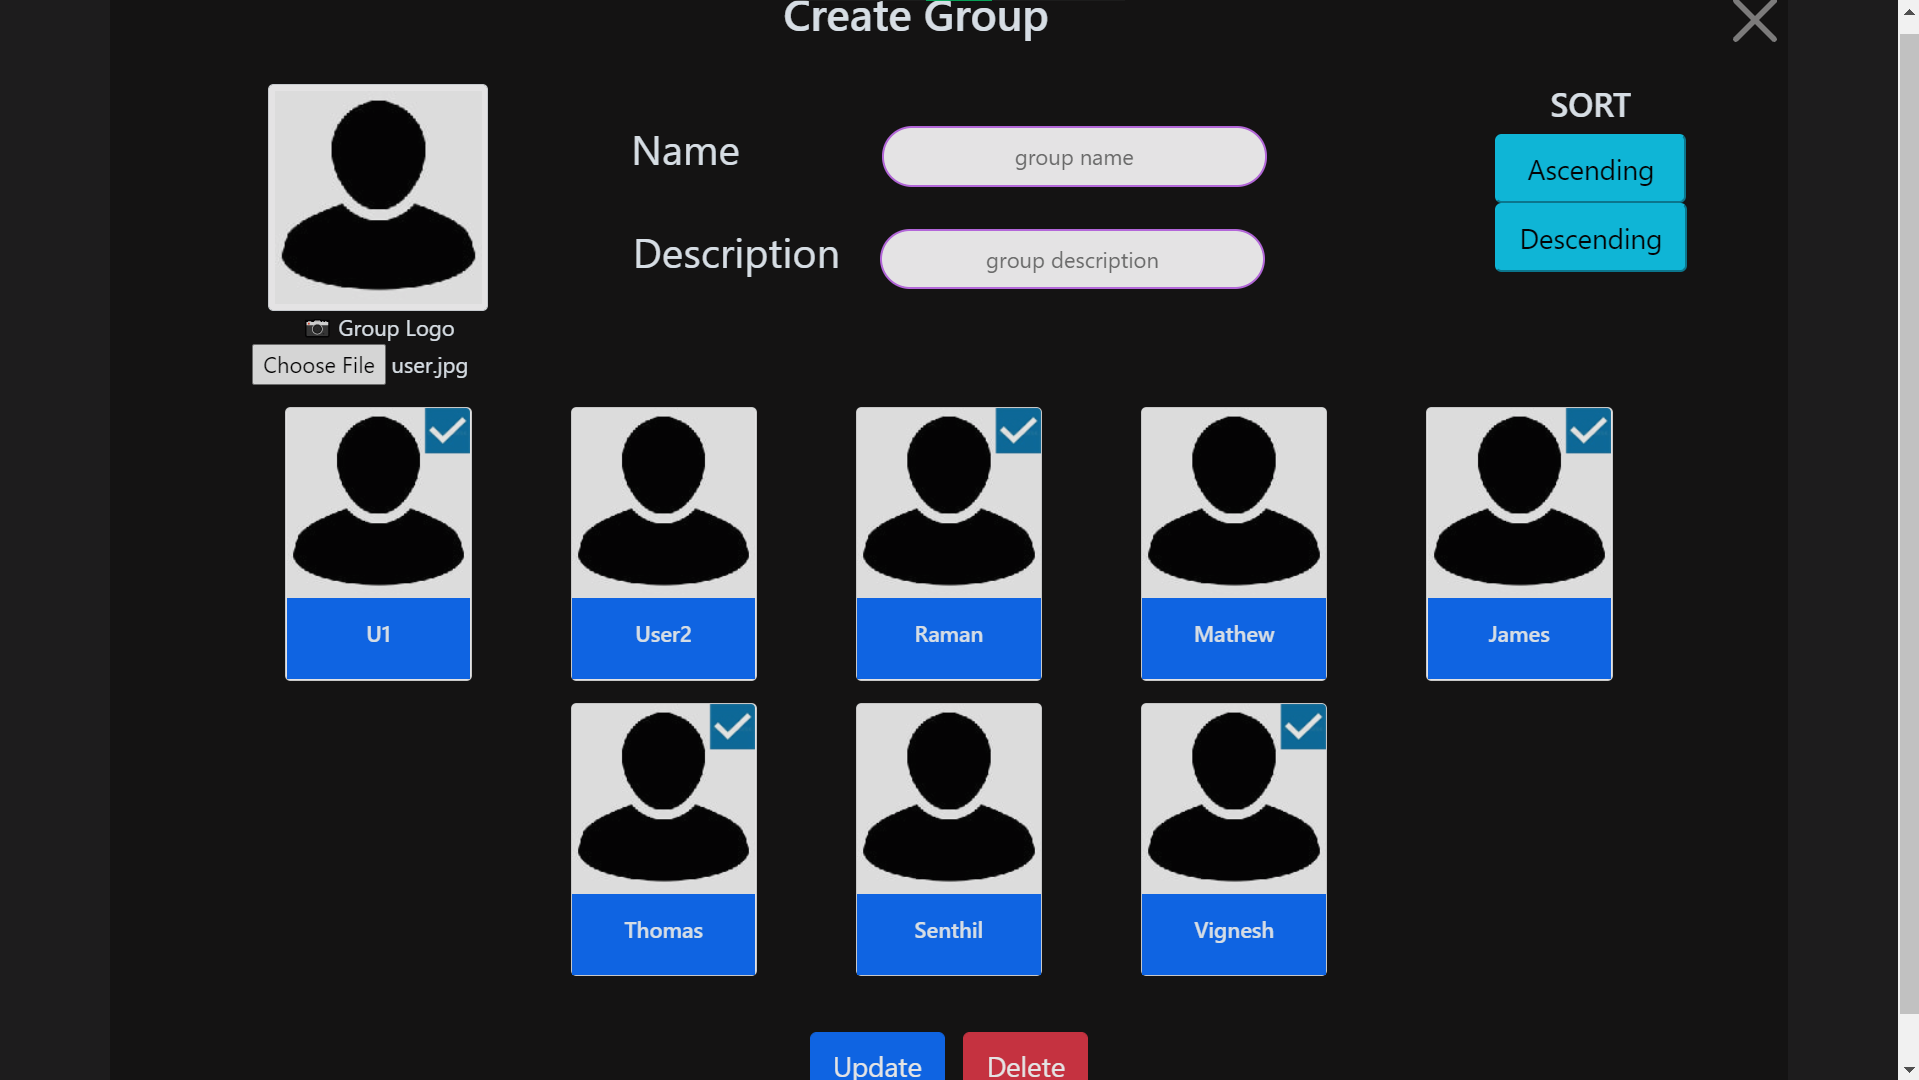 Create Group
Name
group name
Description
group description
SORT
Ascending
Descending
Group Logo
Choose File user.jpg
U1
User2
Raman
Mathew
James
Thomas
Senthil
Vignesh
Update
Delete